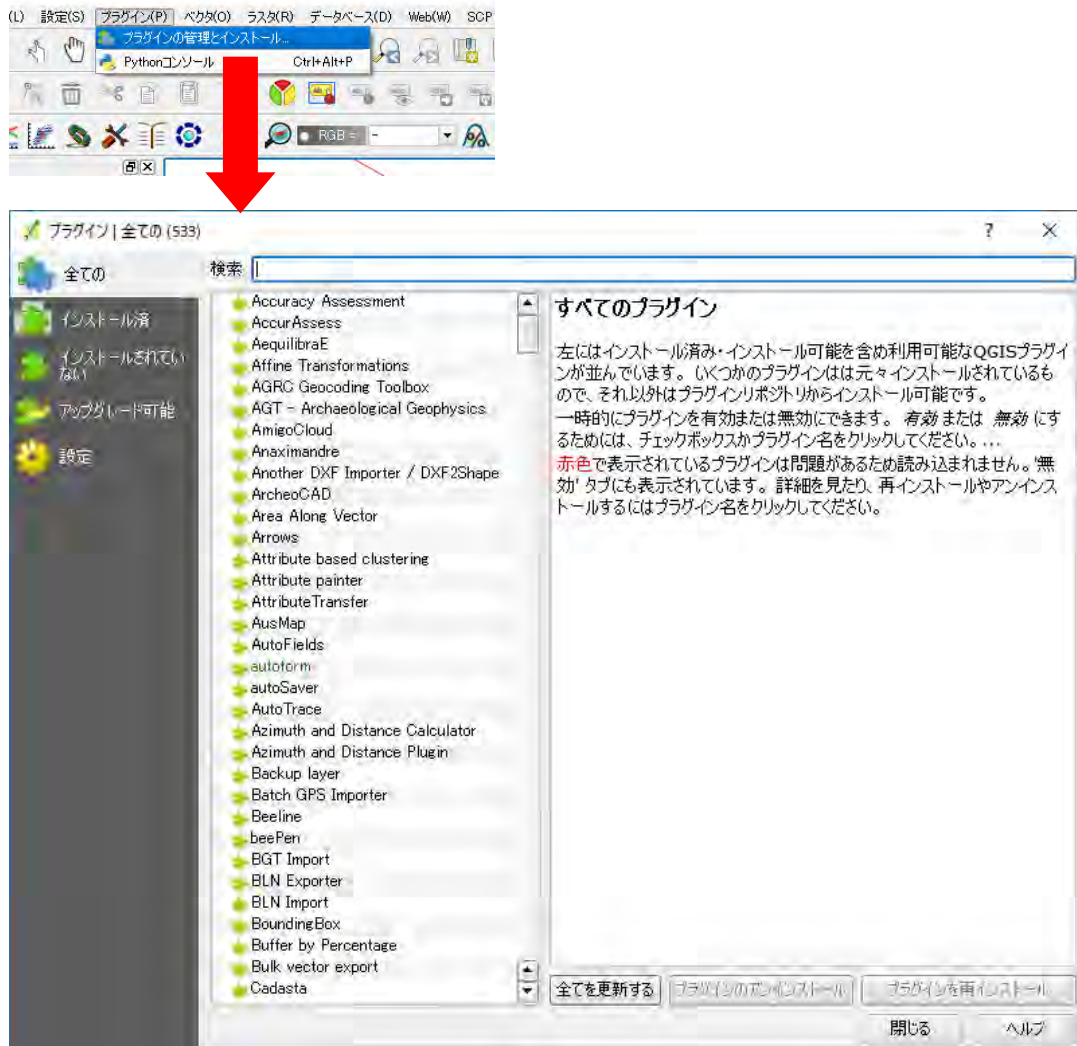 (L) 設定(S) プラグイン(P) ベクタ(O) ラスタ(R) データベース(D) Web(W) SCP
プラグインの管理とインストール...
Pythonコンソール Ctrl+Alt+P
RGB = -
プラグイン | 全ての (533) ? ×
全ての
インストール済
インストールされてい
ない
アップグレード可能
設定
検索
Accuracy Assessment
AccurAssess
AequilibraE
Affine Transformations
AGRC Geocoding Toolbox
AGT - Archaeological Geophysics
AmigoCloud
Anaximandre
Another DXF Importer / DXF2Shape
ArcheoCAD
Area Along Vector
Arrows
Attribute based clustering
Attribute painter
AttributeTransfer
AusMap
AutoFields
autoform
autoSaver
AutoTrace
Azimuth and Distance Calculator
Azimuth and Distance Plugin
Backup layer
Batch GPS Importer
Beeline
beePen
BGT Import
BLN Exporter
BLN Import
BoundingBox
Buffer by Percentage
Bulk vector export
Cadasta
すべてのプラグイン
左にはインストール済み・インストール可能を含め利用可能なQGISプラグイ
ンが並んでいます。いくつかのプラグインはは元々インストールされているも
ので、それ以外はプラグインリポジトリからインストール可能です。
一時的にプラグインを有効または無効にできます。 有効 または 無効 にす
るためには、チェックボックスかプラグイン名をクリックしてください。...
赤色で表示されているプラグインは問題があるため読み込まれません。'無
効' タブにも表示されています。詳細を見たり、再インストールやアンインス
トールするにはプラグイン名をクリックしてください。
全てを更新する プラグインのアンインストール プラグインを再インストール
閉じる ヘルプ